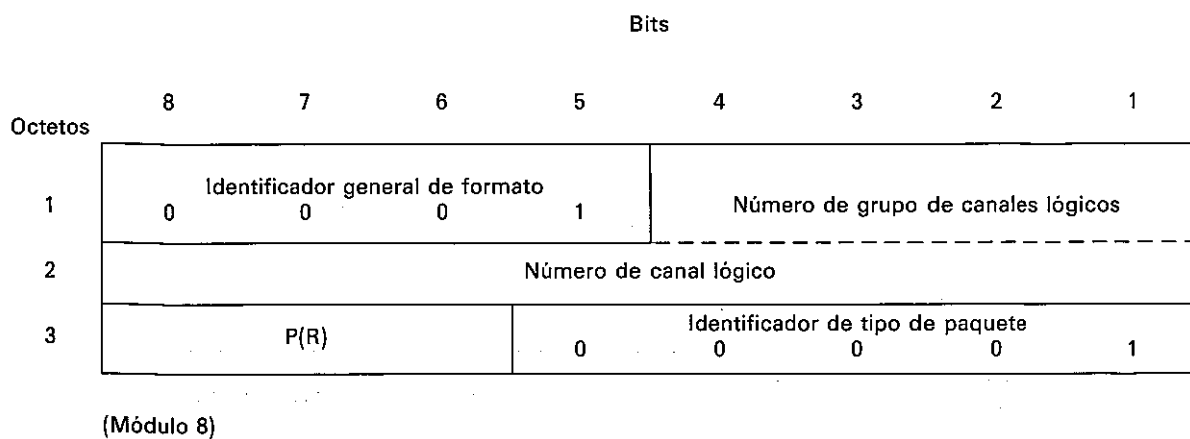 Bits
8 7 6 5 4 3 2 1
Octetos
1 Identificador general de formato Número de grupo de canales lógicos
0 0 0 1
2 Número de canal lógico
3 P(R) Identificador de tipo de paquete
0 0 0 0 1
(Módulo 8)